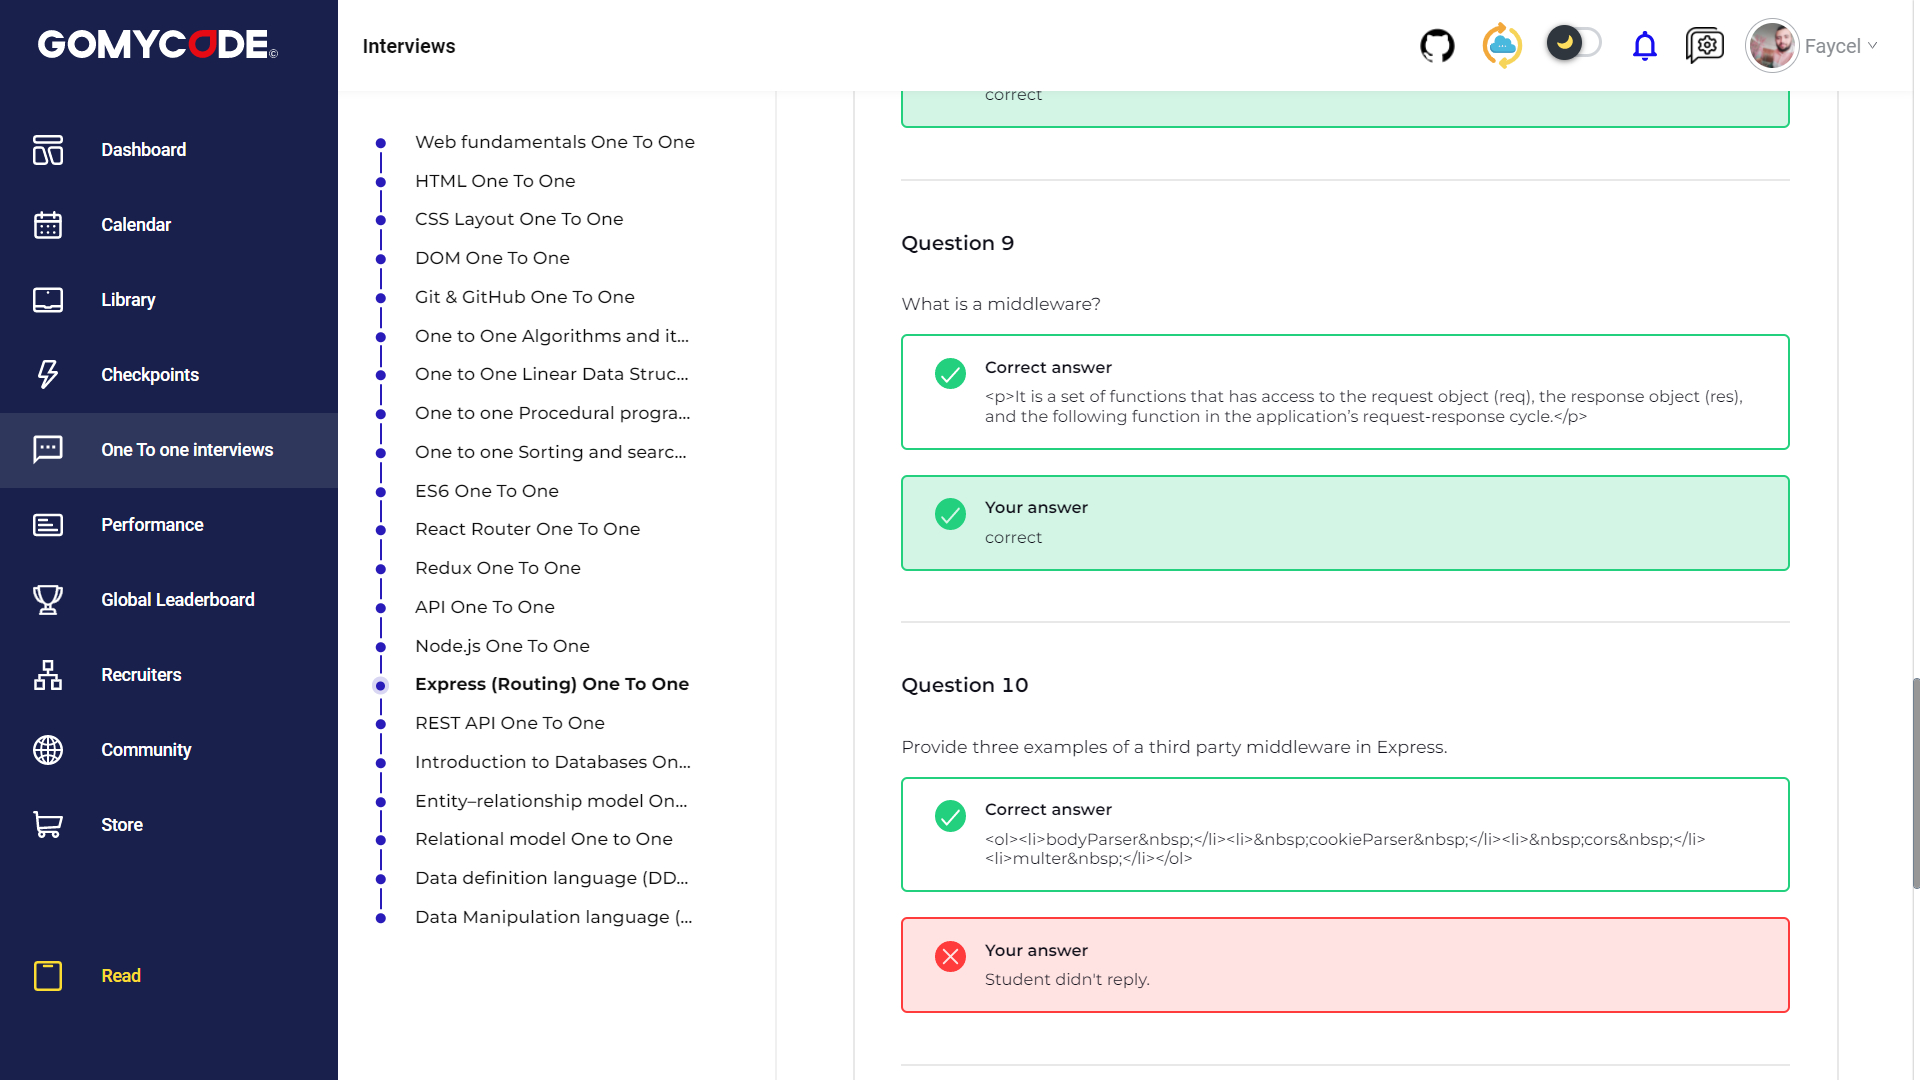 GOMYCODE©
Interviews
Faycel
Dashboard
Calendar
Library
Checkpoints
One To one interviews
Performance
Global Leaderboard
Recruiters
Community
Store
Read
Web fundamentals One To One
HTML One To One
CSS Layout One To One
DOM One To One
Git & GitHub One To One
One to One Algorithms and it...
One to One Linear Data Struc...
One to one Procedural progra...
One to one Sorting and searc...
ES6 One To One
React Router One To One
Redux One To One
API One To One
Node.js One To One
Express (Routing) One To One
REST API One To One
Introduction to Databases On...
Entity–relationship model On...
Relational model One to One
Data definition language (DD...
Data Manipulation language (...
correct
Question 9
What is a middleware?
Correct answer
<p>It is a set of functions that has access to the request object (req), the response object (res),
and the following function in the application’s request-response cycle.</p>
Your answer
correct
Question 10
Provide three examples of a third party middleware in Express.
Correct answer
<ol><li>bodyParser&nbsp;</li><li>&nbsp;cookieParser&nbsp;</li><li>&nbsp;cors&nbsp;</li>
<li>multer&nbsp;</li></ol>
Your answer
Student didn't reply.